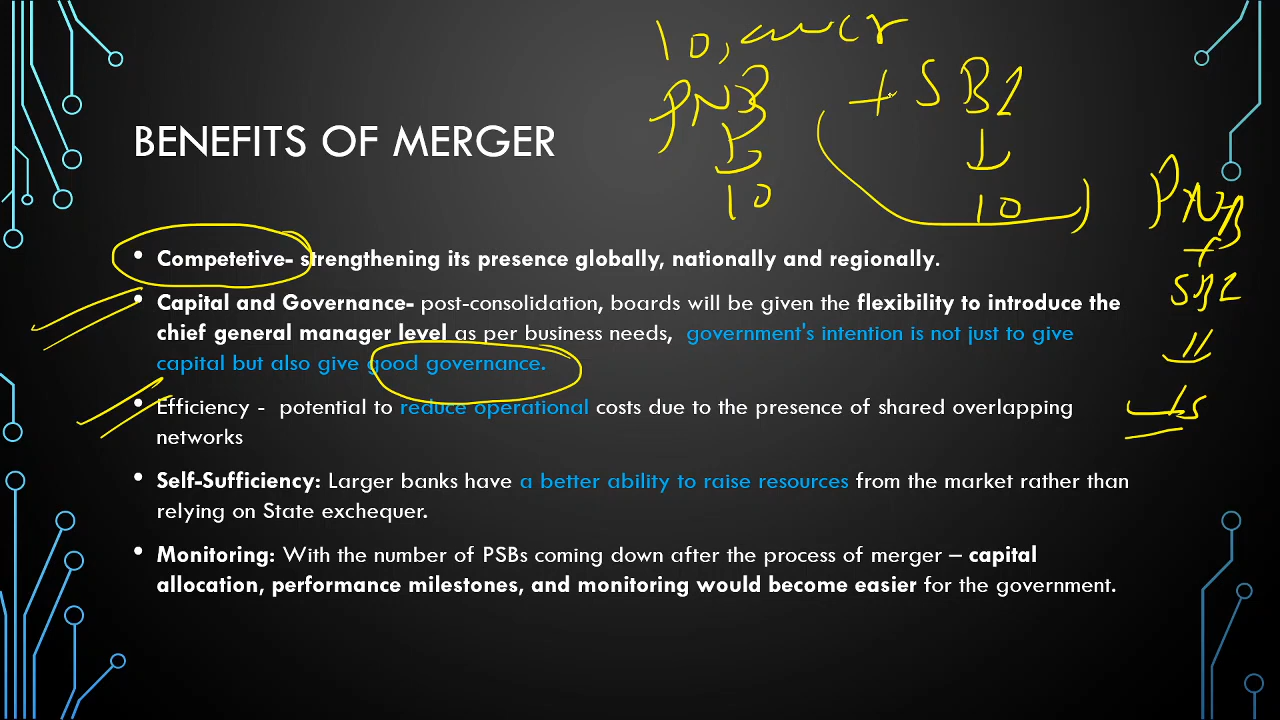 10,
PNB + SBI
10
10
BENEFITS OF MERGER
PNB
+
SBI
=
15
• Competetive- strengthening its presence globally, nationally and regionally.
• Capital and Governance- post-consolidation, boards will be given the flexibility to introduce the
chief general manager level as per business needs, government's intention is not just to give
capital but also give good governance.
• Efficiency - potential to reduce operational costs due to the presence of shared overlapping
networks
• Self-Sufficiency: Larger banks have a better ability to raise resources from the market rather than
relying on State exchequer.
• Monitoring: With the number of PSBs coming down after the process of merger – capital
allocation, performance milestones, and monitoring would become easier for the government.